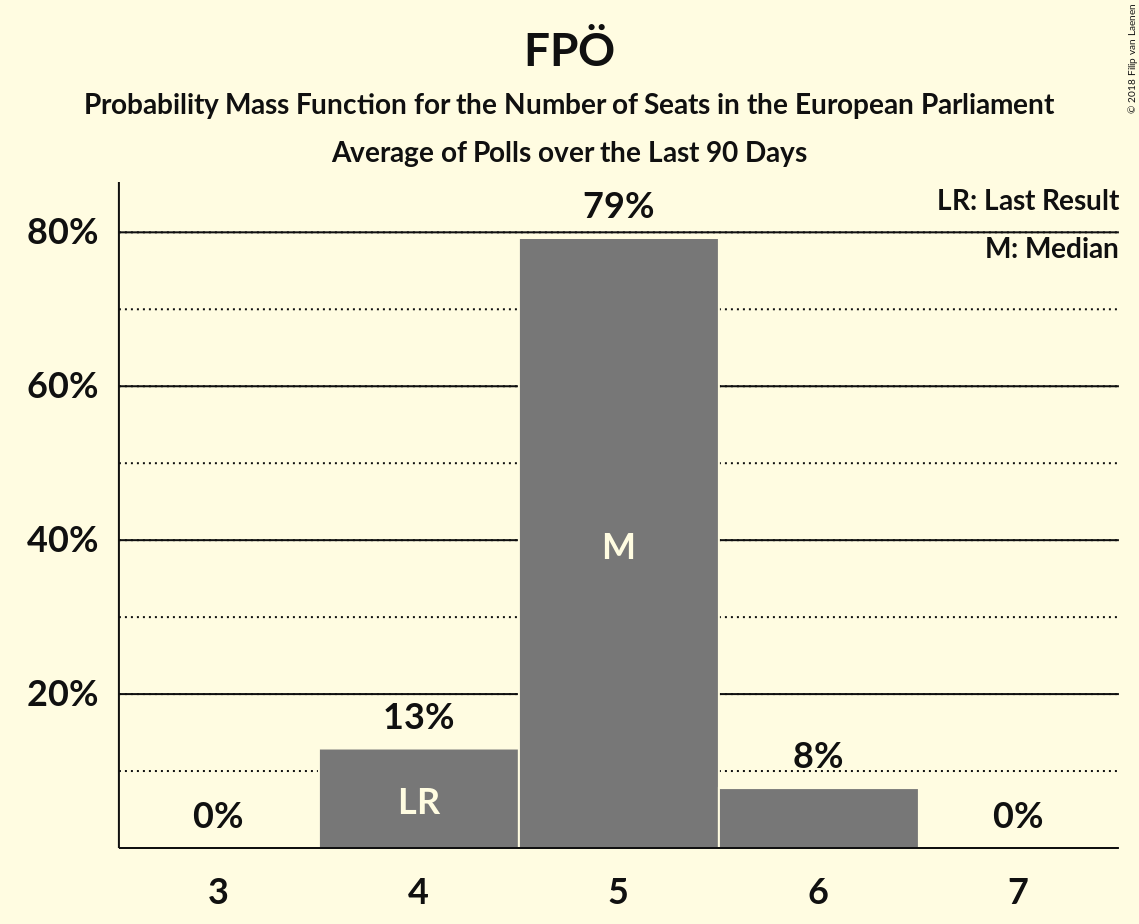 FPÖ
Probability Mass Function for the Number of Seats in the European Parliament
Average of Polls over the Last 90 Days
© 2018 Filip van Laenen
LR: Last Result
M: Median
79%
80%
60%
40%
20%
M
13%
8%
LR
0%
0%
3 4 5 6 7